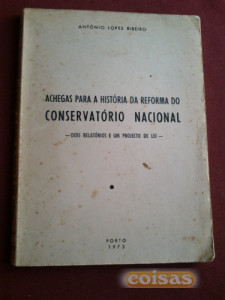 ANTÓNIO LOPES RIBEIRO
ACHEGAS PARA A HISTÓRIA DA REFORMA DO
CONSERVATÓRIO NACIONAL
— DOIS RELATÓRIOS E UM PROJECTO DE LEI —
PORTO
1973
coisas